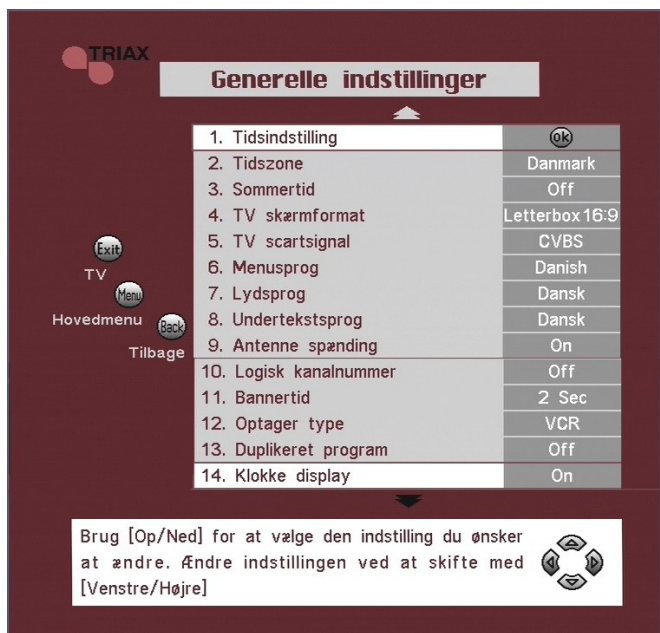 TRIAX
Generelle indstillinger
1. Tidsindstilling Ok
2. Tidszone Danmark
3. Sommertid Off
4. TV skærmformat Letterbox16:9
5. TV scartsignal CVBS
6. Menusprog Danish
7. Lydsprog Dansk
8. Undertekstsprog Dansk
9. Antenne spænding On
10. Logisk kanalnummer Off
11. Bannertid 2 Sec
12. Optager type VCR
13. Duplikeret program Off
14. Klokke display On
Exit
TV
Menu
Hovedmenu
Back
Tilbage
Brug [Op/Ned] for at vælge den indstilling du ønsker
at ændre. Ændre indstillingen ved at skifte med
[Venstre/Højre]